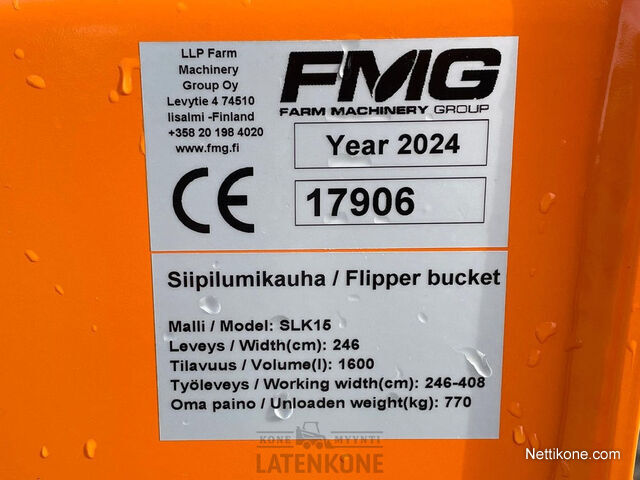 LLP Farm
Machinery
Group Oy
Levytie 4 74510
Iisalmi -Finland
+358 20 198 4020
www.fmg.fi
CE
FMG
FARM MACHINERY GROUP
Year 2024
17906
Siipilumikauha / Flipper bucket
Malli / Model: SLK15
Leveys / Width(cm): 246
Tilavuus / Volume(l): 1600
Työleveys / Working width(cm): 246-408
Oma paino / Unloaden weight(kg): 770
KONE MYYNTI
LATENKONE
Nettikone.com